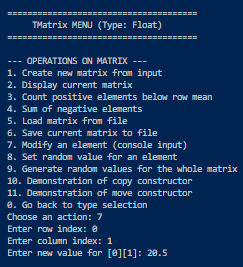 =====================================
TMatrix MENU (Type: Float)
=====================================
--- OPERATIONS ON MATRIX ---
1. Create new matrix from input
2. Display current matrix
3. Count positive elements below row mean
4. Sum of negative elements
5. Load matrix from file
6. Save current matrix to file
7. Modify an element (console input)
8. Set random value for an element
9. Generate random values for the whole matrix
10. Demonstration of copy constructor
11. Demonstration of move constructor
0. Go back to type selection
Choose an action: 7
Enter row index: 0
Enter column index: 1
Enter new value for [0][1]: 20.5